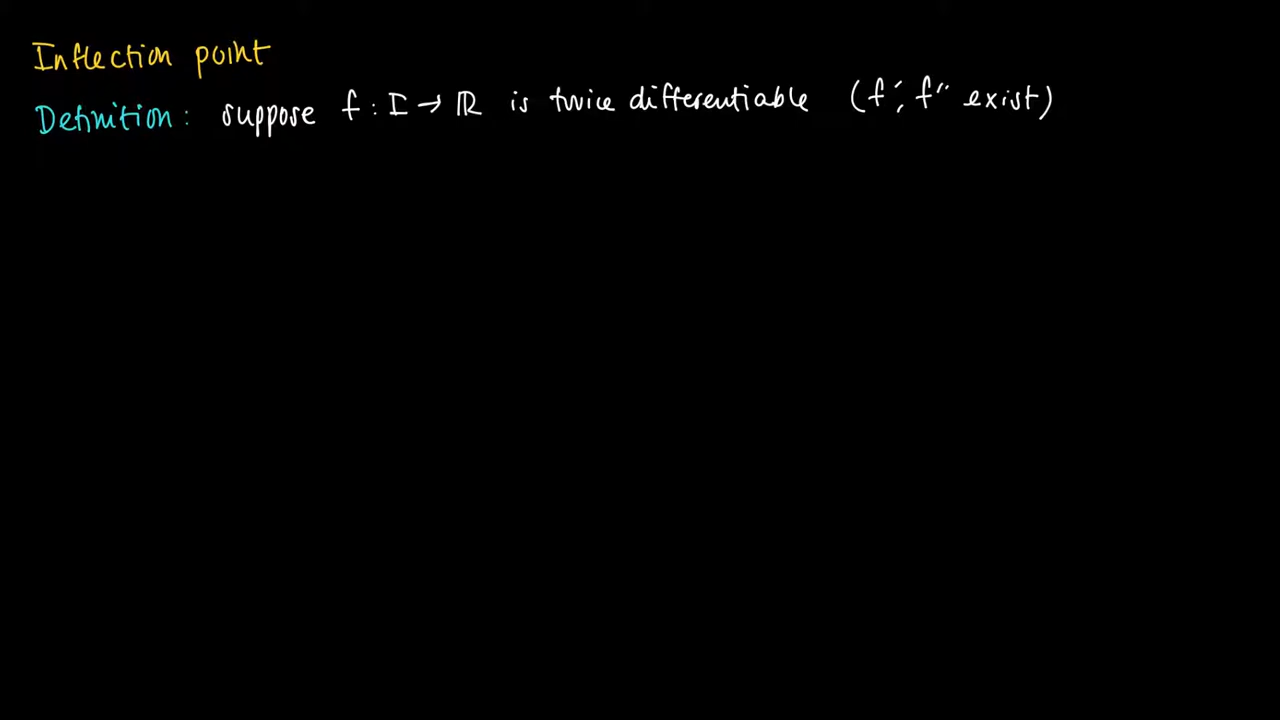 Inflection point
Definition: suppose f: I → ℝ is twice differentiable (f', f'' exist)